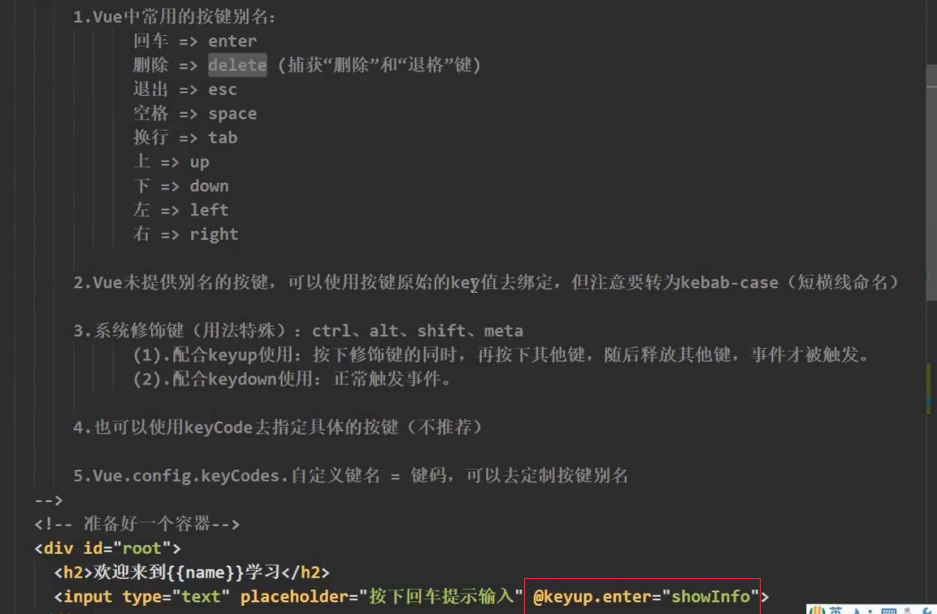 1.Vue中常用的按键别名:
回车 => enter
删除 => delete (捕获“删除”和“退格”键)
退出 => esc
空格 => space
换行 => tab
上 => up
下 => down
左 => left
右 => right
2.Vue未提供别名的按键，可以使用按键原始的key值去绑定，但注意要转为kebab-case（短横线命名）
3.系统修饰键（用法特殊）：ctrl、alt、shift、meta
(1).配合keyup使用：按下修饰键的同时，再按下其他键，随后释放其他键，事件才被触发。
(2).配合keydown使用：正常触发事件。
4.也可以使用keyCode去指定具体的按键（不推荐）
5.Vue.config.keyCodes.自定义键名 = 键码，可以去定制按键别名
-->
<!-- 准备好一个容器-->
<div id="root">
<h2>欢迎来到{{name}}学习</h2>
<input type="text" placeholder="按下回车提示输入" @keyup.enter="showInfo">
英